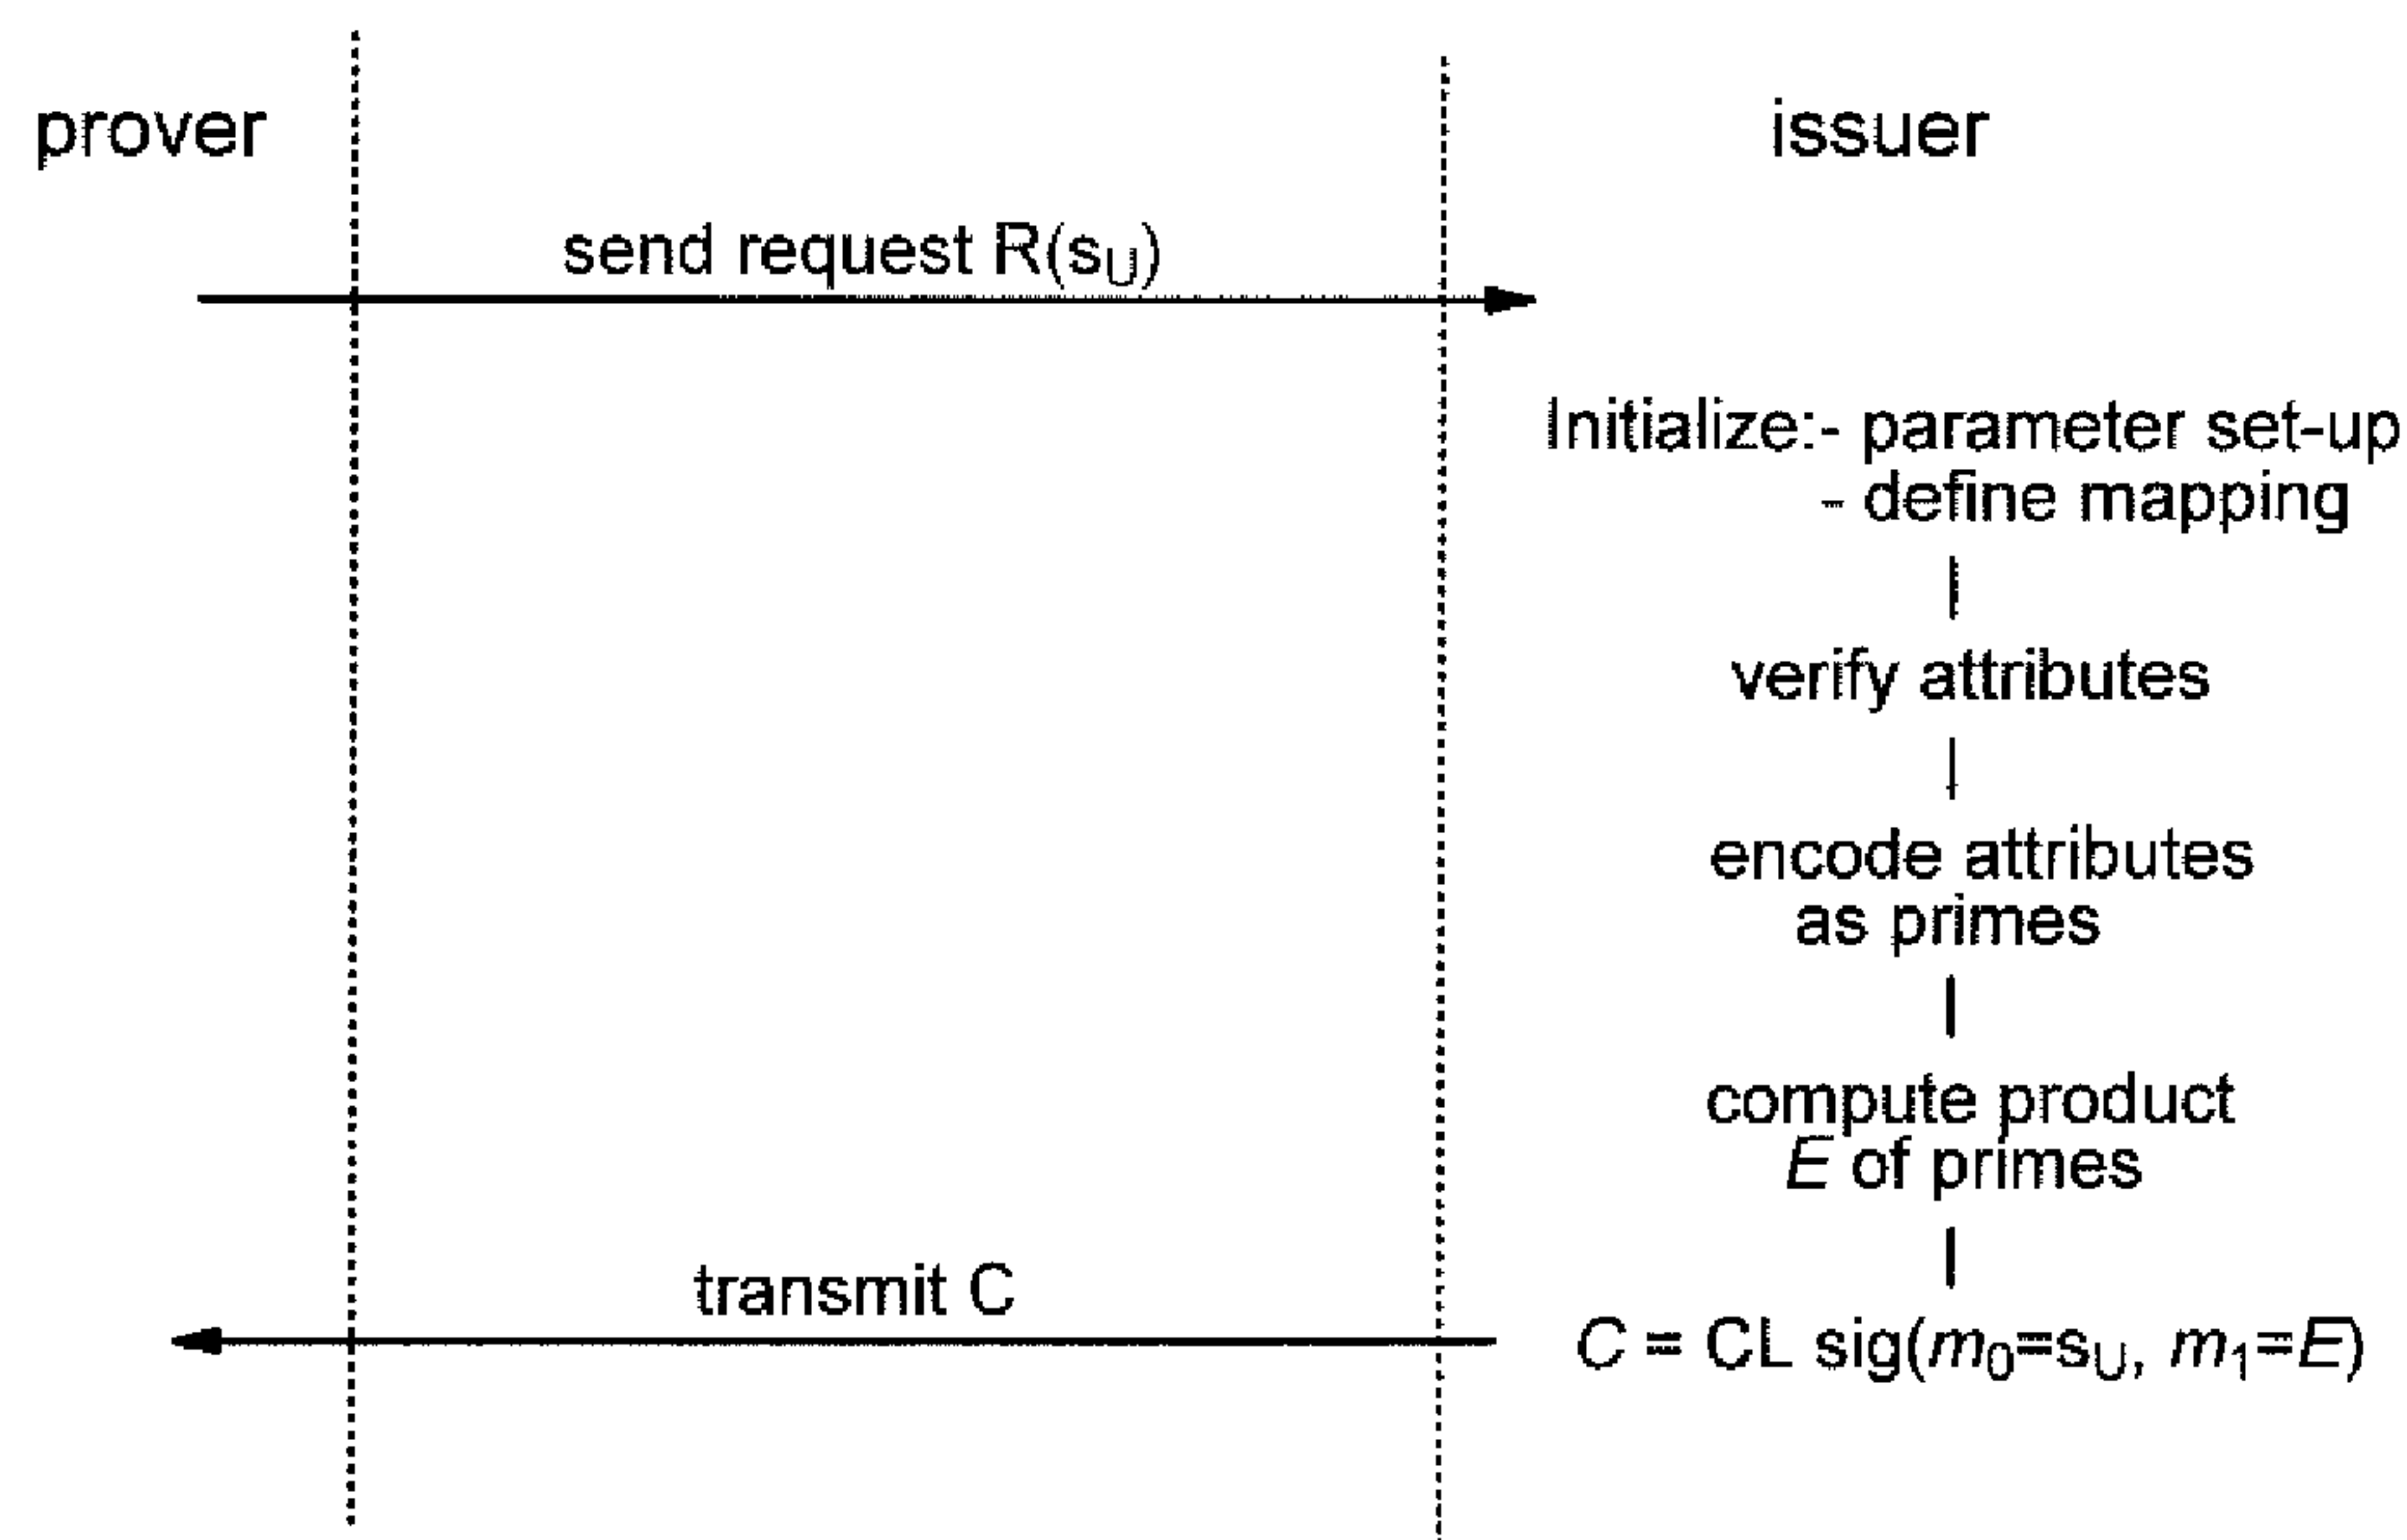 prover
issuer
send request R(sU)
Initialize:- parameter set-up
- define mapping
verify attributes
encode attributes
as primes
compute product
E of primes
transmit C
C = CL sig(m0=sU, m1=E)